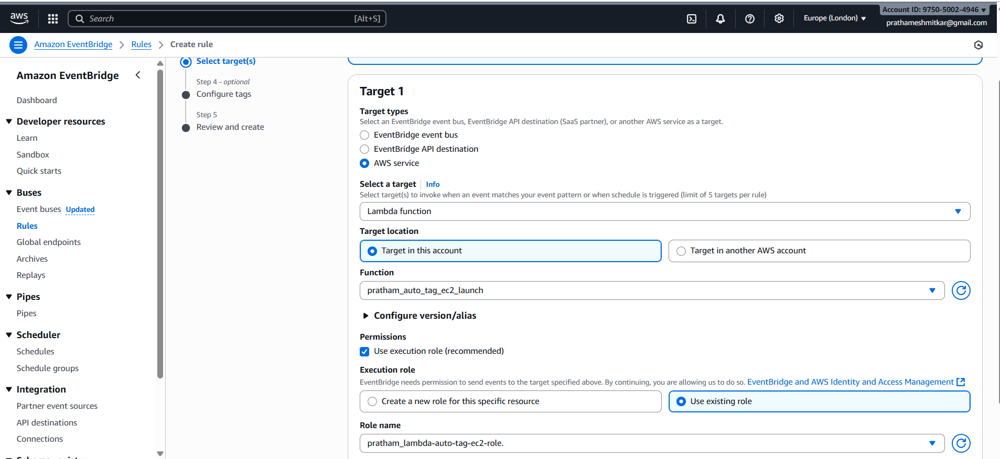 aws
Search [Alt+S]
Europe (London)
Account ID: 9750-5002-4946
prathameshmitkar@gmail.com
Amazon EventBridge
Rules
Create rule
Amazon EventBridge
Dashboard
Developer resources
Learn
Sandbox
Quick starts
Buses
Event buses Updated
Rules
Global endpoints
Archives
Replays
Pipes
Pipes
Scheduler
Schedules
Schedule groups
Integration
Partner event sources
API destinations
Connections
Schema registry
Select target(s)
Step 4 - optional
Configure tags
Step 5
Review and create
Target 1
Target types
Select an EventBridge event bus, EventBridge API destination (SaaS partner), or another AWS service as a target.
EventBridge event bus
EventBridge API destination
AWS service
Select a target Info
Select target(s) to invoke when an event matches your event pattern or when schedule is triggered (limit of 5 targets per rule)
Lambda function
Target location
Target in this account
Target in another AWS account
Function
pratham_auto_tag_ec2_launch
Configure version/alias
Permissions
Use execution role (recommended)
Execution role
EventBridge needs permission to send events to the target specified above. By continuing, you are allowing us to do so. EventBridge and AWS Identity and Access Management
Create a new role for this specific resource
Use existing role
Role name
pratham_lambda-auto-tag-ec2-role.